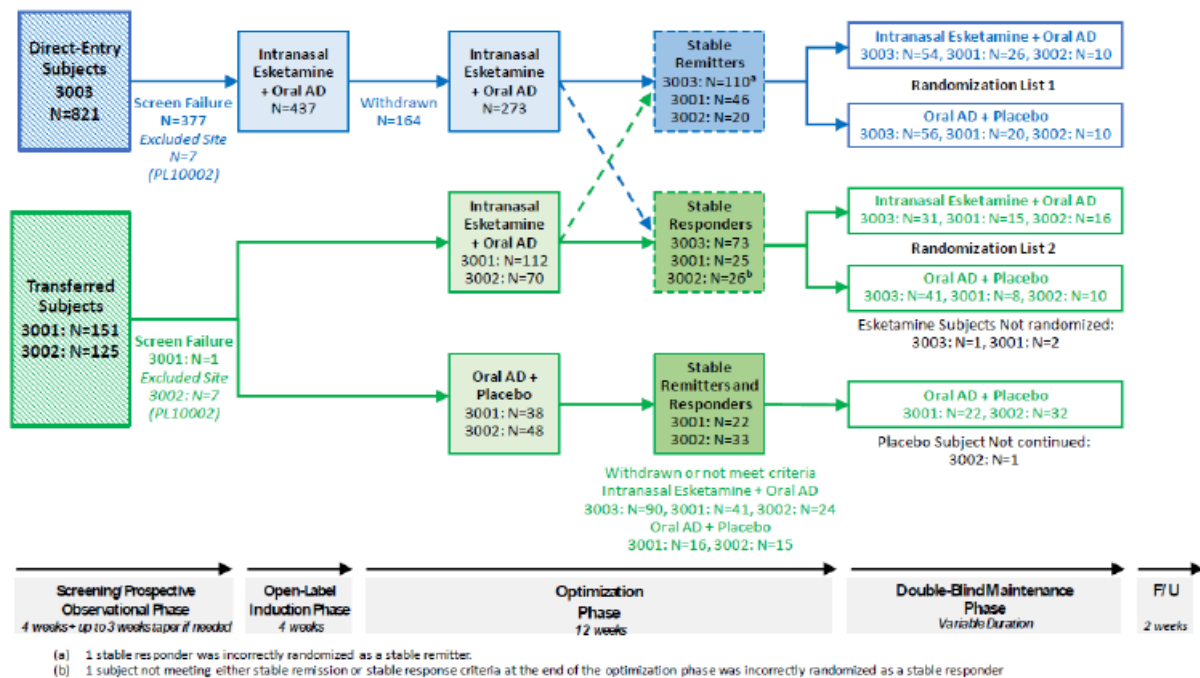 Direct-Entry
Subjects
3003
N=821
Screen Failure
N=377
Excluded Site
N=7
(PL10002)
Intranasal
Esketamine
+ Oral AD
N=437
Withdrawn
N=164
Intranasal
Esketamine
+ Oral AD
N=273
Stable
Remitters
3003: N=110a
3001: N=46
3002: N=20
Intranasal Esketamine + Oral AD
3003: N=54, 3001: N=26, 3002: N=10
Randomization List 1
Oral AD + Placebo
3003: N=56, 3001: N=20, 3002: N=10
Transferred
Subjects
3001: N=151
3002: N=125
Screen Failure
3001: N=1
Excluded Site
3002: N=7
(PL10002)
Intranasal
Esketamine
+ Oral AD
3001: N=112
3002: N=70
Stable
Responders
3003: N=73
3001: N=25
3002: N=26b
Intranasal Esketamine + Oral AD
3003: N=31, 3001: N=15, 3002: N=16
Randomization List 2
Oral AD + Placebo
3003: N=41, 3001: N=8, 3002: N=10
Esketamine Subjects Not randomized:
3003: N=1, 3001: N=2
Oral AD +
Placebo
3001: N=38
3002: N=48
Stable
Remitters and
Responders
3001: N=22
3002: N=33
Oral AD + Placebo
3001: N=22, 3002: N=32
Placebo Subject Not continued:
3002: N=1
Withdrawn or not meet criteria
Intranasal Esketamine + Oral AD
3003: N=90, 3001: N=41, 3002: N=24
Oral AD + Placebo
3001: N=16, 3002: N=15
Screening/Prospective
Observational Phase
4 weeks + up to 3 weeks taper if needed
Open-Label
Induction Phase
4 weeks
Optimization
Phase
12 weeks
Double-Blind Maintenance
Phase
Variable Duration
F/U
2 weeks
(a) 1 stable responder was incorrectly randomized as a stable remitter.
(b) 1 subject not meeting either stable remission or stable response criteria at the end of the optimization phase was incorrectly randomized as a stable responder